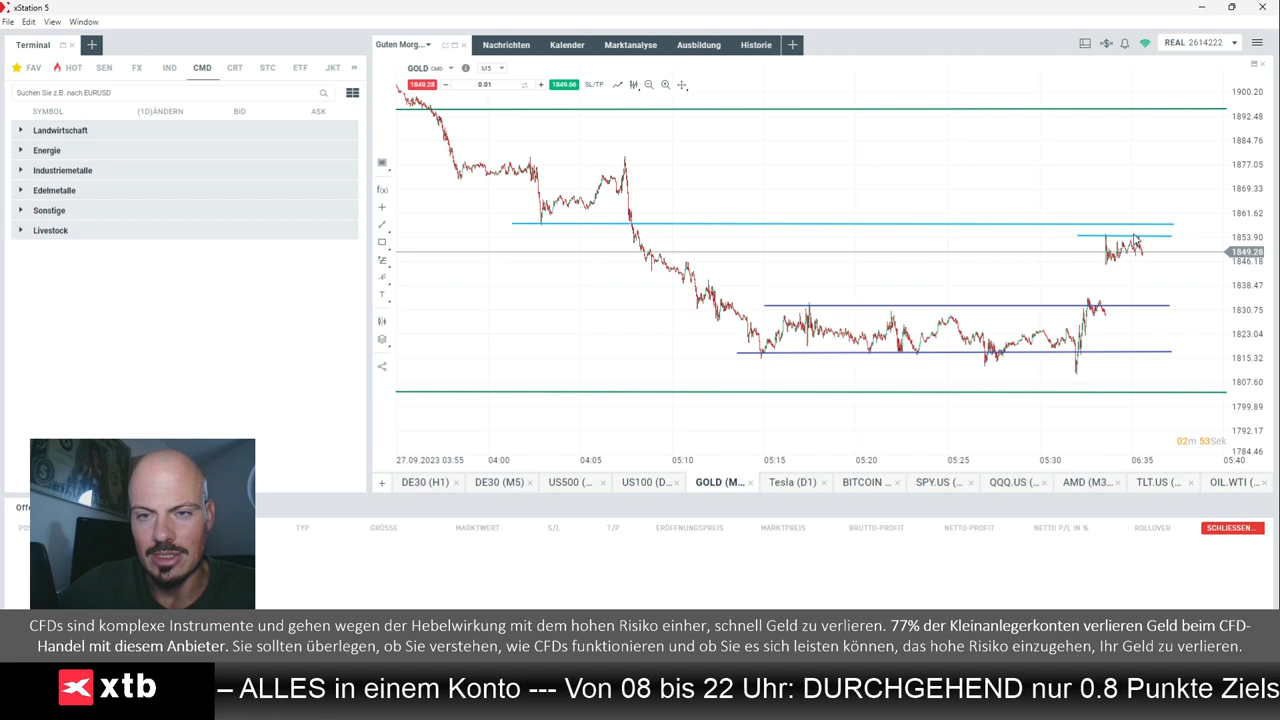 xStation 5
File Edit View Window
Terminal
Guten Morg...
Nachrichten Kalender Marktanalyse Ausbildung Historie
REAL 2614222
FAV HOT SEN FX IND CMD CRT STC ETF JKT
GOLD CMD M5
1849.28 0.01 1849.66 SL/TP
Suchen Sie z.B. nach EURUSD
SYMBOL (1D)ÄNDERN BID ASK
Landwirtschaft
Energie
Industriemetalle
Edelmetalle
Sonstige
Livestock
1900.20
1892.48
1884.76
1877.05
1869.33
1861.62
1853.90
1849.28
1846.18
1838.47
1830.75
1823.04
1815.32
1807.60
1799.89
1792.17
1784.46
02m 53Sek
27.09.2023 03:55 04:00 04:05 05:10 05:15 05:20 05:25 05:30 06:35 05:40
DE30 (H1) DE30 (M5) US500 (... US100 (D... GOLD (M... Tesla (D1) BITCOIN ... SPY.US (... QQQ.US (... AMD (M3... TLT.US (... OIL.WTI (...
TYP GRÖSSE MARKTWERT S/L T/P ERÖFFNUNGSPREIS MARKTPREIS BRUTTO-PROFIT NETTO-PROFIT NETTO P/L IN % ROLLOVER SCHLIESSEN...
CFDs sind komplexe Instrumente und gehen wegen der Hebelwirkung mit dem hohen Risiko einher, schnell Geld zu verlieren. 77% der Kleinanlegerkonten verlieren Geld beim CFD-
Handel mit diesem Anbieter. Sie sollten überlegen, ob Sie verstehen, wie CFDs funktionieren und ob Sie es sich leisten können, das hohe Risiko einzugehen, Ihr Geld zu verlieren.
xtb
– ALLES in einem Konto --- Von 08 bis 22 Uhr: DURCHGEHEND nur 0.8 Punkte Ziels